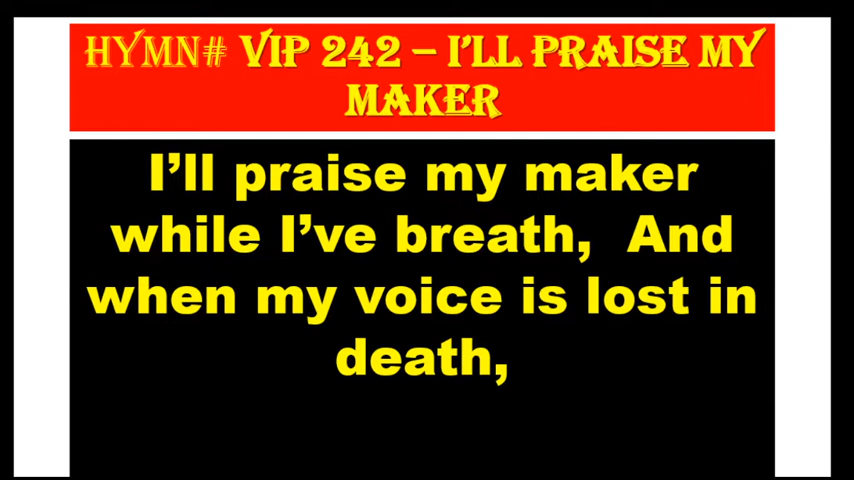 HYMN# VIP 242 – I’LL PRAISE MY
MAKER
I’ll praise my maker
while I’ve breath, And
when my voice is lost in
death,